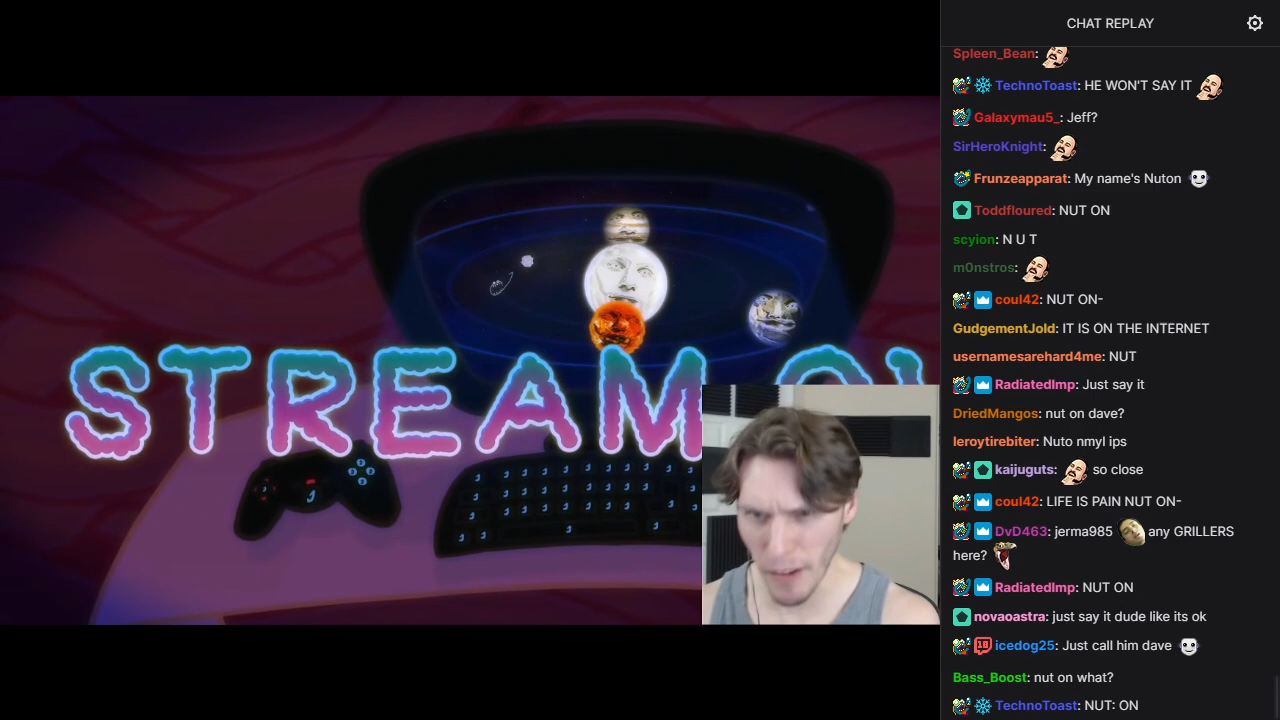 CHAT REPLAY
Spleen_Bean:
TechnoToast: HE WON'T SAY IT
Galaxymau5_: Jeff?
SirHeroKnight:
Frunzeapparat: My name's Nuton
Toddfloured: NUT ON
scyion: N U T
m0nstros:
coul42: NUT ON-
GudgementJold: IT IS ON THE INTERNET
usernamesarehard4me: NUT
RadiatedImp: Just say it
DriedMangos: nut on dave?
leroytirebiter: Nuto nmyl ips
kaijuguts: so close
coul42: LIFE IS PAIN NUT ON-
DvD463: jerma985 any GRILLERS
here?
RadiatedImp: NUT ON
novaoastra: just say it dude like its ok
18 icedog25: Just call him dave
Bass_Boost: nut on what?
TechnoToast: NUT: ON
STREAM